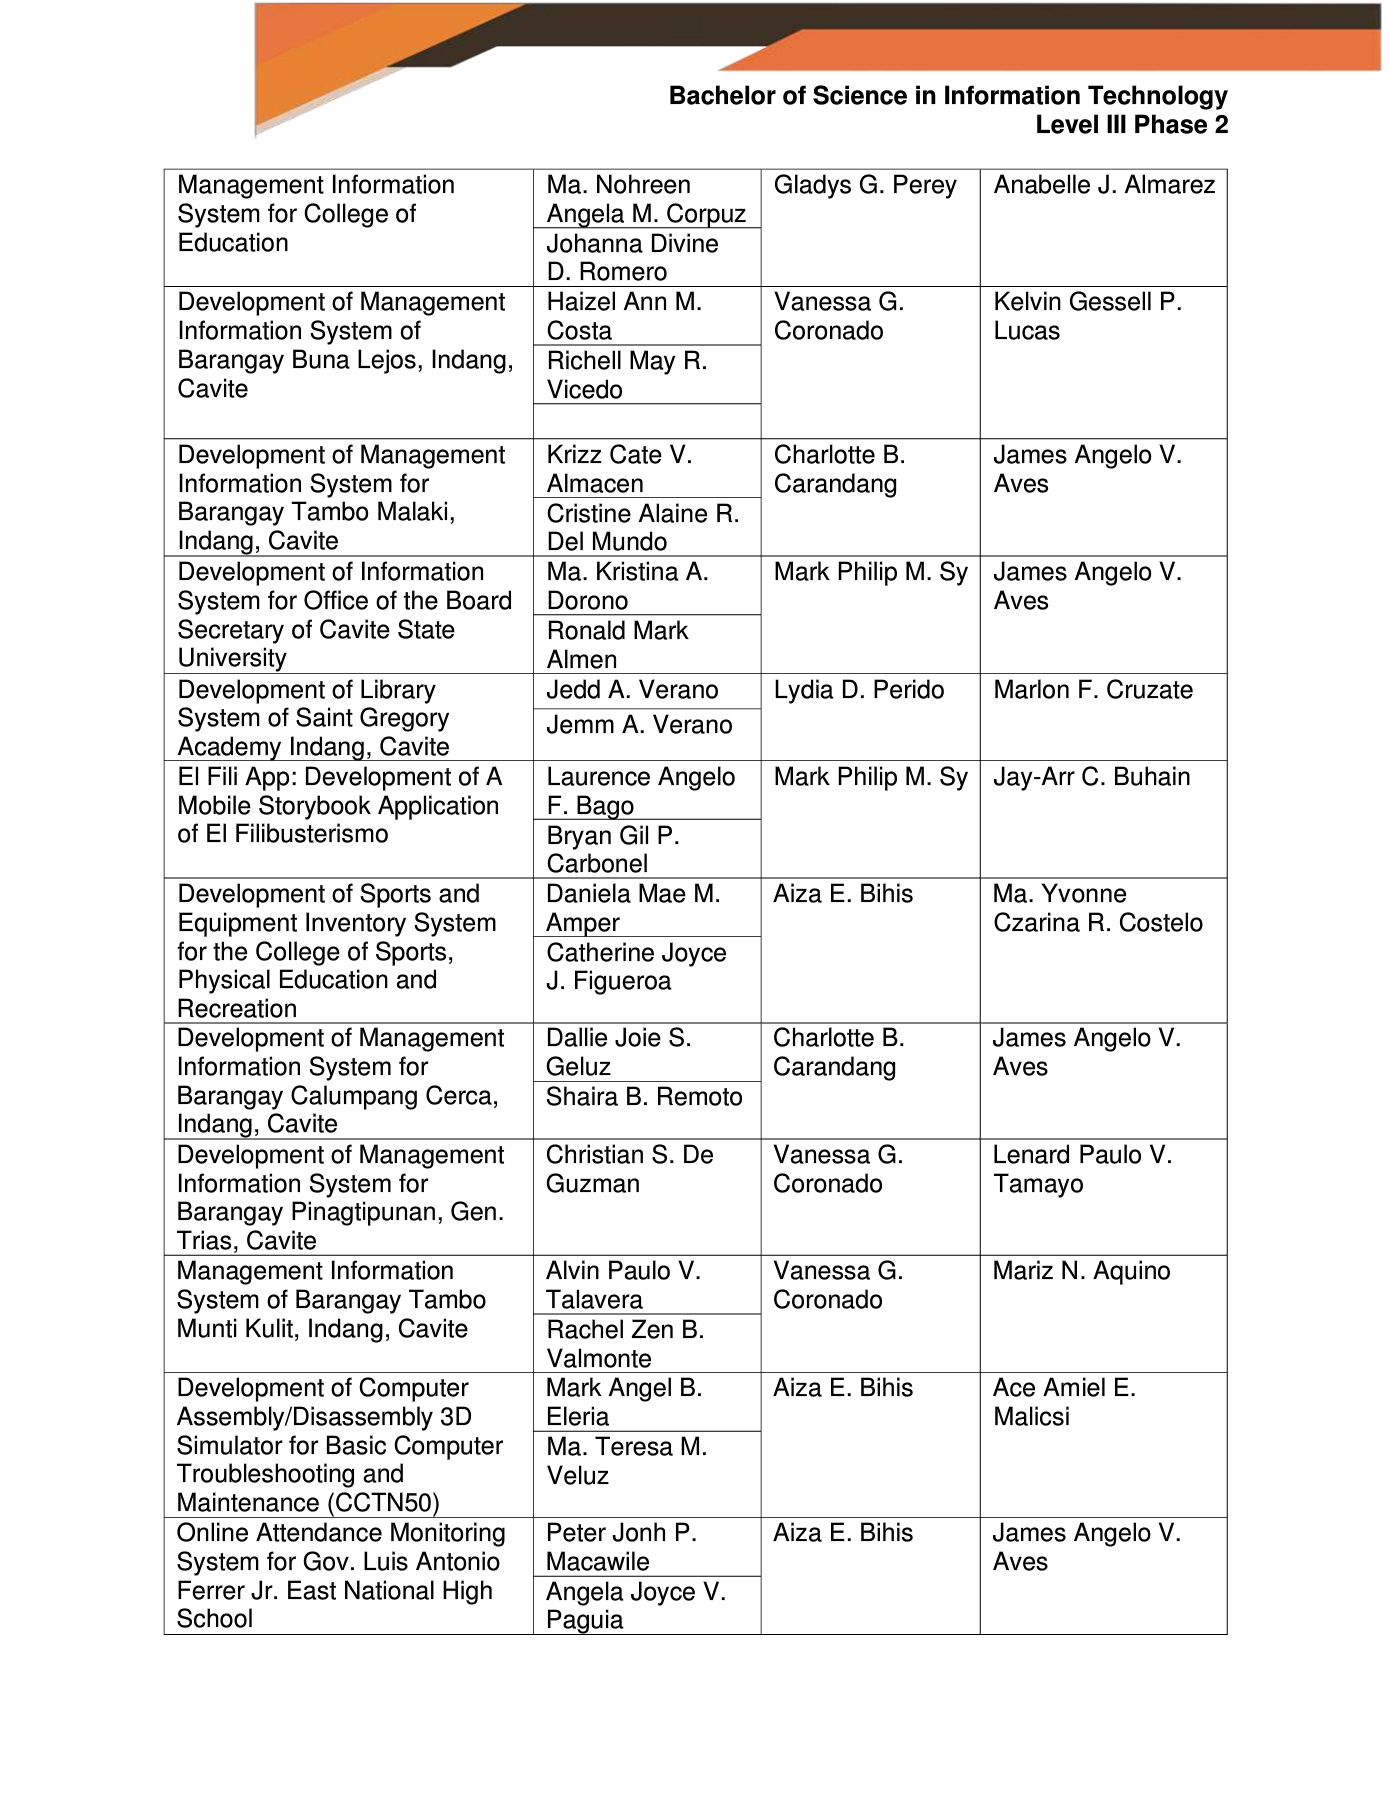 Bachelor of Science in Information Technology
Level III Phase 2
Management Information
System for College of
Education
Ma. Nohreen
Angela M. Corpuz
Johanna Divine
D. Romero
Gladys G. Perey
Anabelle J. Almarez
Development of Management
Information System of
Barangay Buna Lejos, Indang,
Cavite
Haizel Ann M.
Costa
Richell May R.
Vicedo
Vanessa G.
Coronado
Kelvin Gessell P.
Lucas
Development of Management
Information System for
Barangay Tambo Malaki,
Indang, Cavite
Krizz Cate V.
Almacen
Cristine Alaine R.
Del Mundo
Charlotte B.
Carandang
James Angelo V.
Aves
Development of Information
System for Office of the Board
Secretary of Cavite State
University
Ma. Kristina A.
Dorono
Ronald Mark
Almen
Mark Philip M. Sy
James Angelo V.
Aves
Development of Library
System of Saint Gregory
Academy Indang, Cavite
Jedd A. Verano
Jemm A. Verano
Lydia D. Perido
Marlon F. Cruzate
El Fili App: Development of A
Mobile Storybook Application
of El Filibusterismo
Laurence Angelo
F. Bago
Bryan Gil P.
Carbonel
Mark Philip M. Sy
Jay-Arr C. Buhain
Development of Sports and
Equipment Inventory System
for the College of Sports,
Physical Education and
Recreation
Daniela Mae M.
Amper
Catherine Joyce
J. Figueroa
Aiza E. Bihis
Ma. Yvonne
Czarina R. Costelo
Development of Management
Information System for
Barangay Calumpang Cerca,
Indang, Cavite
Dallie Joie S.
Geluz
Shaira B. Remoto
Charlotte B.
Carandang
James Angelo V.
Aves
Development of Management
Information System for
Barangay Pinagtipunan, Gen.
Trias, Cavite
Christian S. De
Guzman
Vanessa G.
Coronado
Lenard Paulo V.
Tamayo
Management Information
System of Barangay Tambo
Munti Kulit, Indang, Cavite
Alvin Paulo V.
Talavera
Rachel Zen B.
Valmonte
Vanessa G.
Coronado
Mariz N. Aquino
Development of Computer
Assembly/Disassembly 3D
Simulator for Basic Computer
Troubleshooting and
Maintenance (CCTN50)
Mark Angel B.
Eleria
Ma. Teresa M.
Veluz
Aiza E. Bihis
Ace Amiel E.
Malicsi
Online Attendance Monitoring
System for Gov. Luis Antonio
Ferrer Jr. East National High
School
Peter Jonh P.
Macawile
Angela Joyce V.
Paguia
Aiza E. Bihis
James Angelo V.
Aves